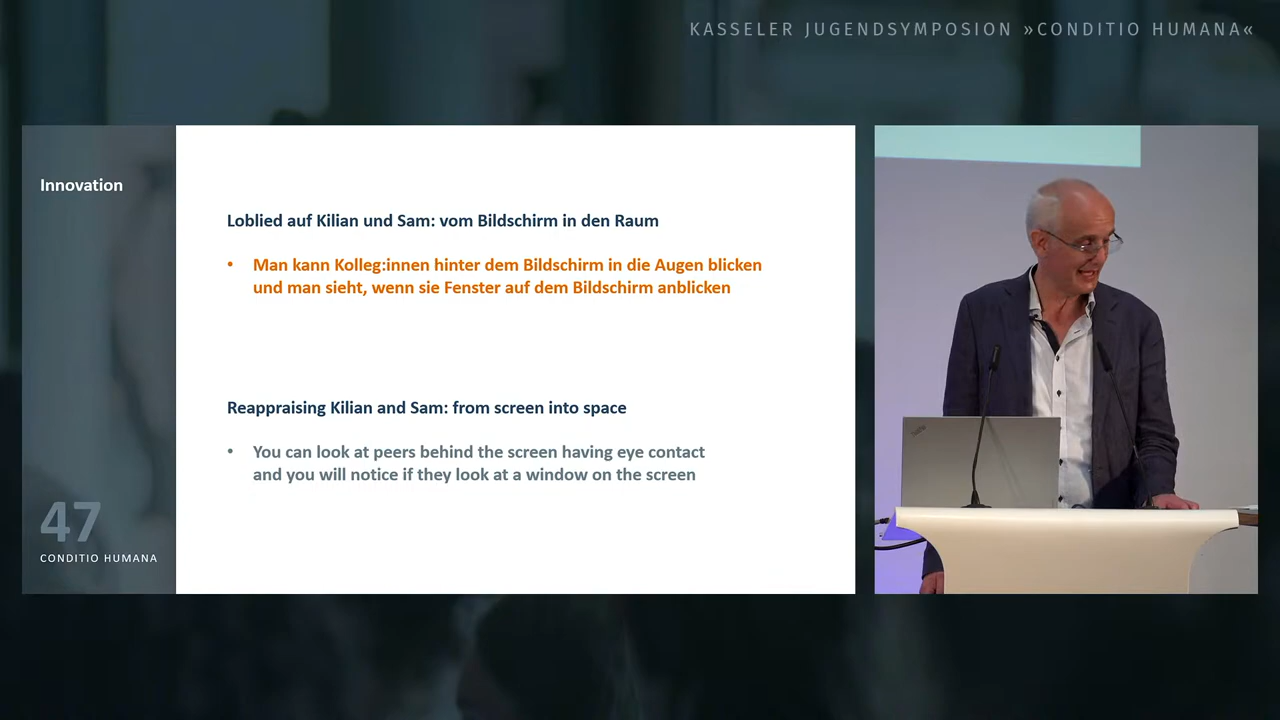 KASSELER JUGENDSYMPOSION »CONDITIO HUMANA«
Innovation
Loblied auf Kilian und Sam: vom Bildschirm in den Raum
• Man kann Kolleg:innen hinter dem Bildschirm in die Augen blicken
und man sieht, wenn sie Fenster auf dem Bildschirm anblicken
Reappraising Kilian and Sam: from screen into space
• You can look at peers behind the screen having eye contact
and you will notice if they look at a window on the screen
47
CONDITIO HUMANA